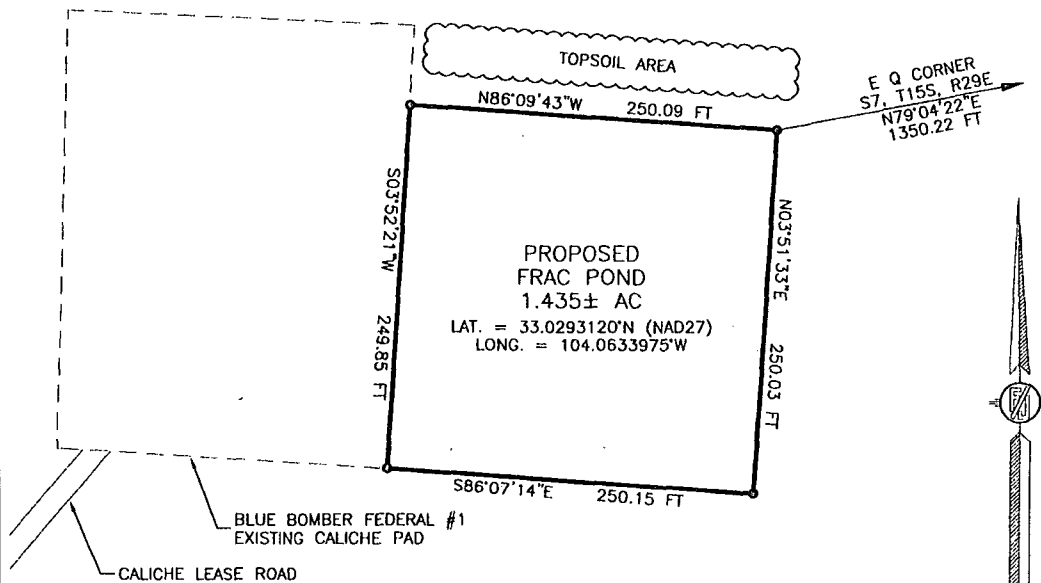 TOPSOIL AREA
E Q CORNER
S7, T15S, R29E
N79°04'22"E
1350.22 FT
N86°09'43"W 250.09 FT
S03°52'21"W 249.85 FT
N03°51'33"E 250.03 FT
PROPOSED
FRAC POND
1.435± AC
LAT. = 33.0293120°N (NAD27)
LONG. = 104.0633975°W
S86°07'14"E 250.15 FT
BLUE BOMBER FEDERAL #1
EXISTING CALICHE PAD
CALICHE LEASE ROAD